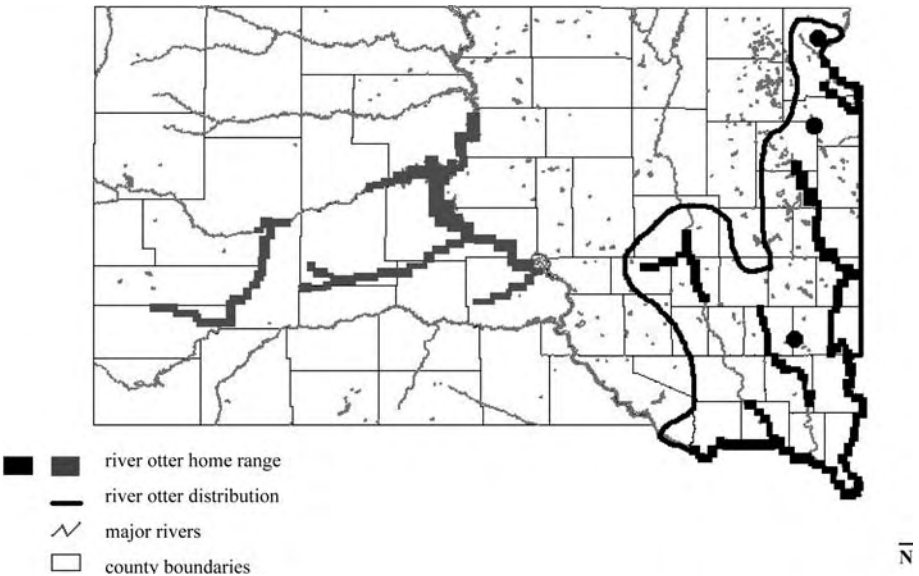 river otter home range
river otter distribution
major rivers
county boundaries
N